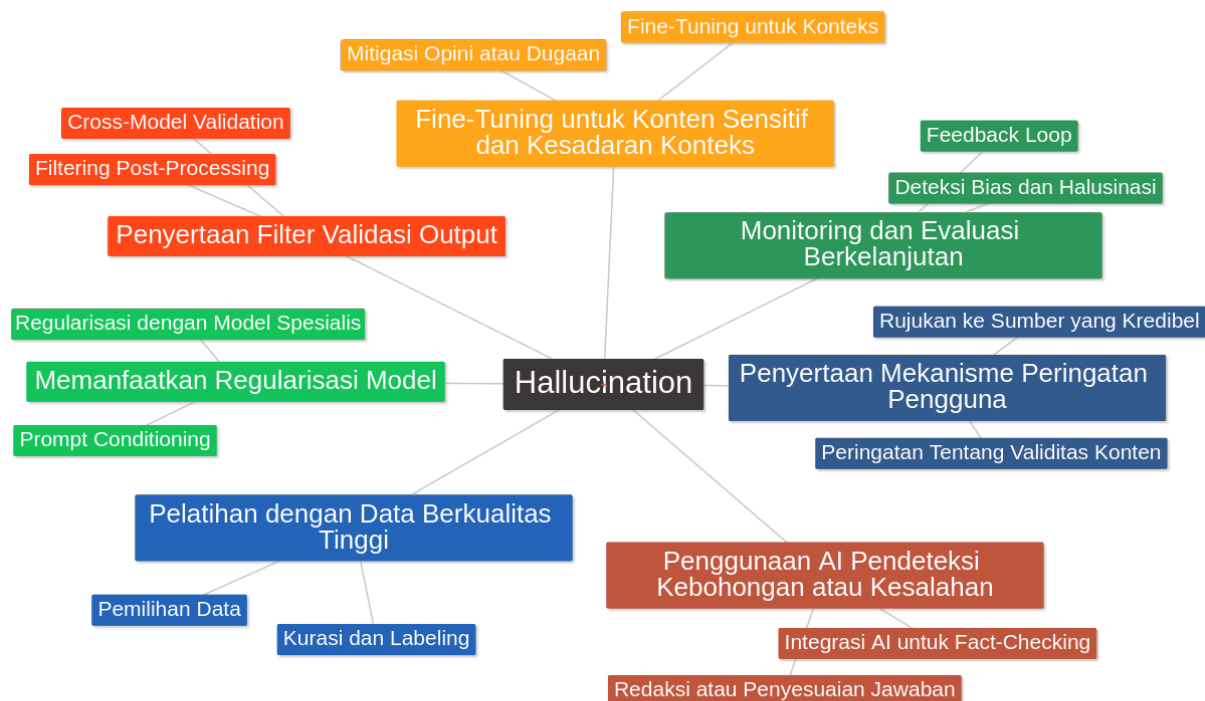 Fine-Tuning untuk Konteks
Mitigasi Opini atau Dugaan
Fine-Tuning untuk Konten Sensitif
dan Kesadaran Konteks
Cross-Model Validation
Filtering Post-Processing
Penyertaan Filter Validasi Output
Feedback Loop
Deteksi Bias dan Halusinasi
Monitoring dan Evaluasi
Berkelanjutan
Regularisasi dengan Model Spesialis
Memanfaatkan Regularisasi Model
Prompt Conditioning
Hallucination
Rujukan ke Sumber yang Kredibel
Penyertaan Mekanisme Peringatan
Pengguna
Peringatan Tentang Validitas Konten
Pelatihan dengan Data Berkualitas
Tinggi
Pemilihan Data
Kurasi dan Labeling
Penggunaan AI Pendeteksi
Kebohongan atau Kesalahan
Integrasi AI untuk Fact-Checking
Redaksi atau Penyesuaian Jawaban